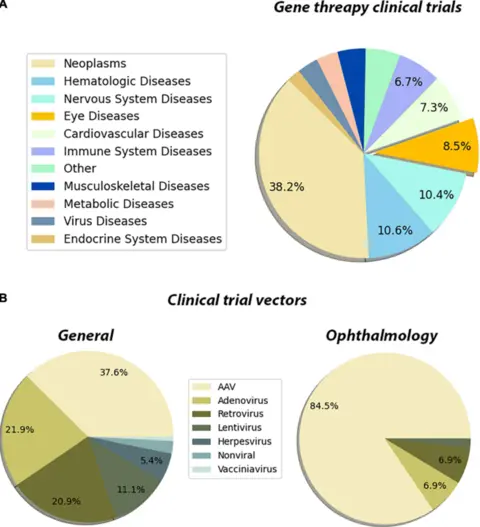 A
Gene threapy clinical trials
Neoplasms
Hematologic Diseases
Nervous System Diseases
Eye Diseases
Cardiovascular Diseases
Immune System Diseases
Other
Musculoskeletal Diseases
Metabolic Diseases
Virus Diseases
Endocrine System Diseases
6.7%
7.3%
8.5%
10.4%
10.6%
38.2%
B
Clinical trial vectors
General
37.6%
21.9%
20.9%
11.1%
5.4%
AAV
Adenovirus
Retrovirus
Lentivirus
Herpesvirus
Nonviral
Vacciniavirus
Ophthalmology
84.5%
6.9%
6.9%